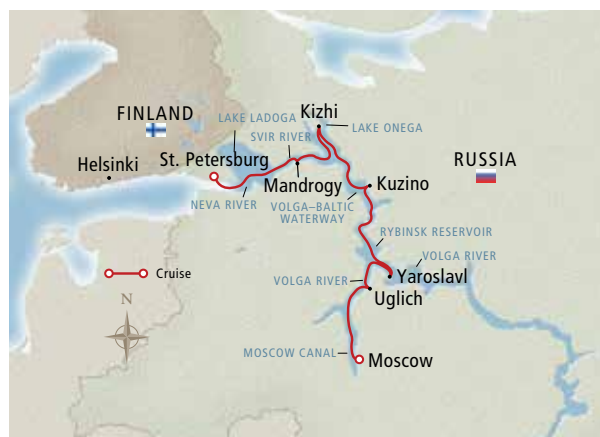 Kizhi
FINLAND
LAKE LADOGA
LAKE ONEGA
SVIR RIVER
St. Petersburg
RUSSIA
Helsinki
Mandrogy
Kuzino
NEVA RIVER
VOLGA–BALTIC
WATERWAY
RYBINSK RESERVOIR
VOLGA RIVER
Cruise
VOLGA RIVER
Yaroslavl
Uglich
N
MOSCOW CANAL
Moscow